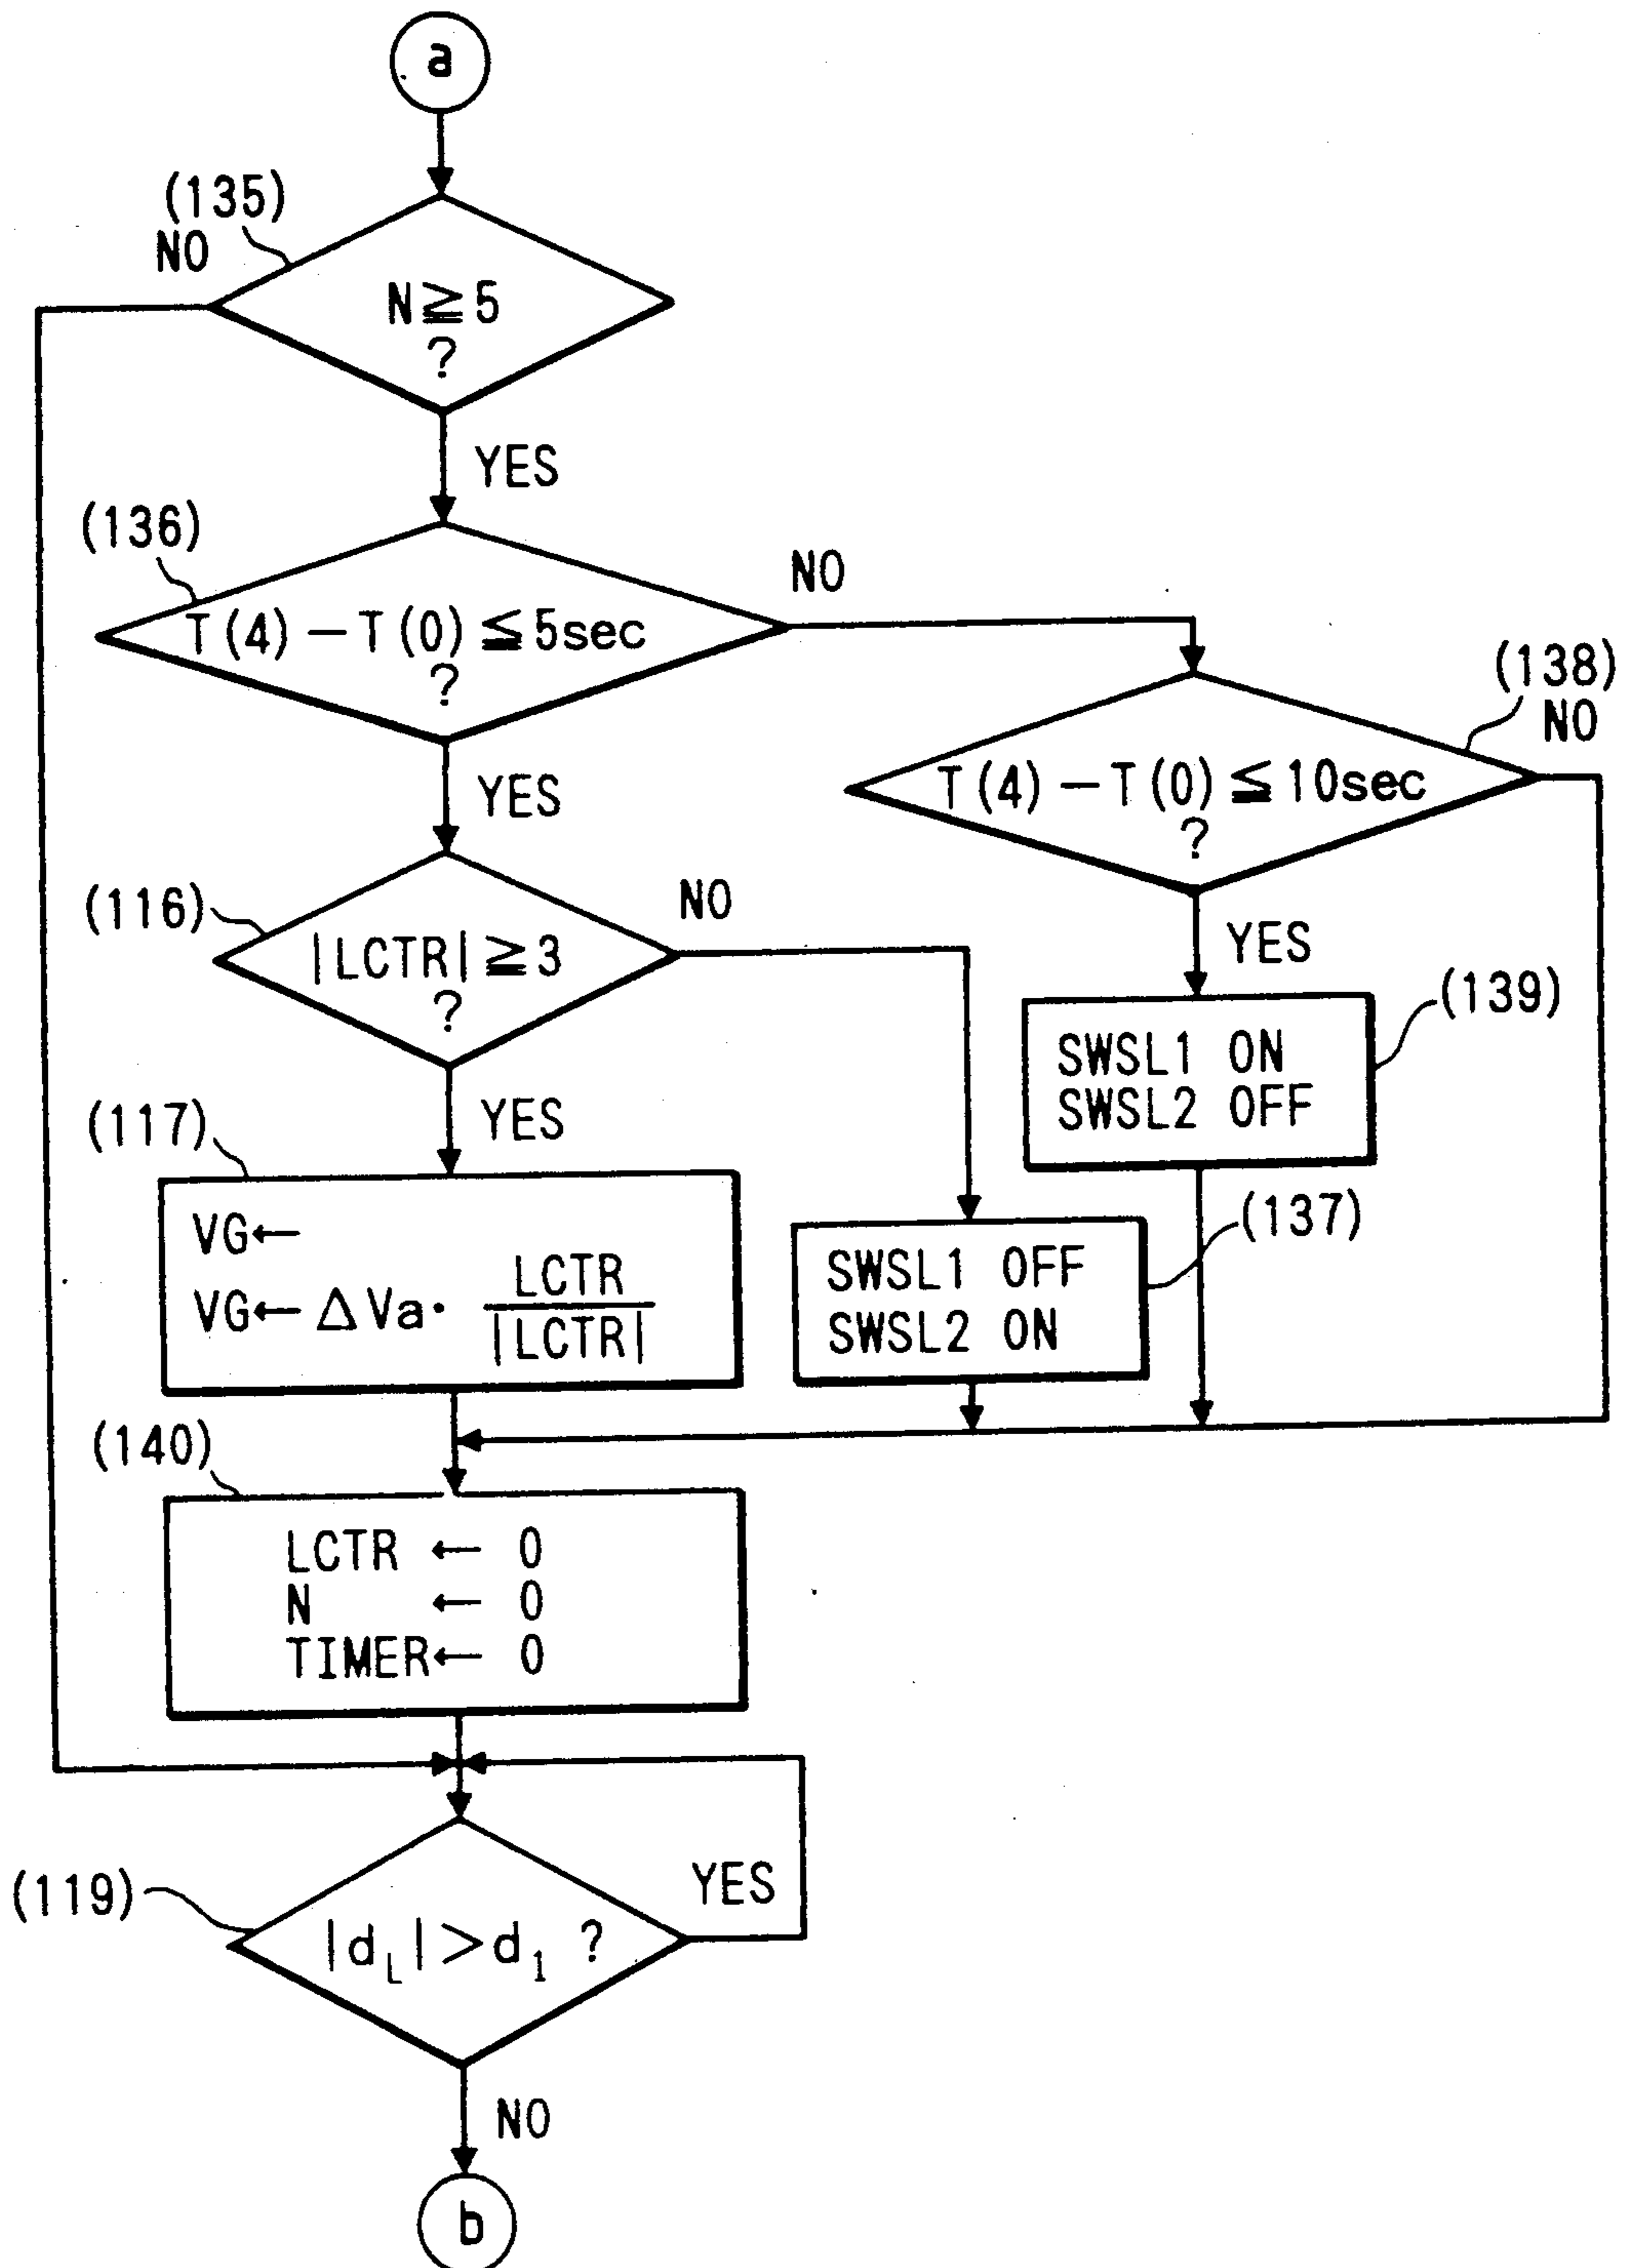 a
(135)
NO
N≧5
?
YES
(136)
NO
T(4)−T(0)≦5sec
?
(138)
NO
YES
T(4)−T(0)≦10sec
?
(116)
NO
|LCTR|≧3
?
YES
(139)
SWSL1 ON
SWSL2 OFF
YES
(117)
(137)
VG←
VG←ΔVa· LCTR
|LCTR|
SWSL1 OFF
SWSL2 ON
(140)
LCTR ← 0
N ← 0
TIMER← 0
YES
(119)
|dL|>d1 ?
NO
b